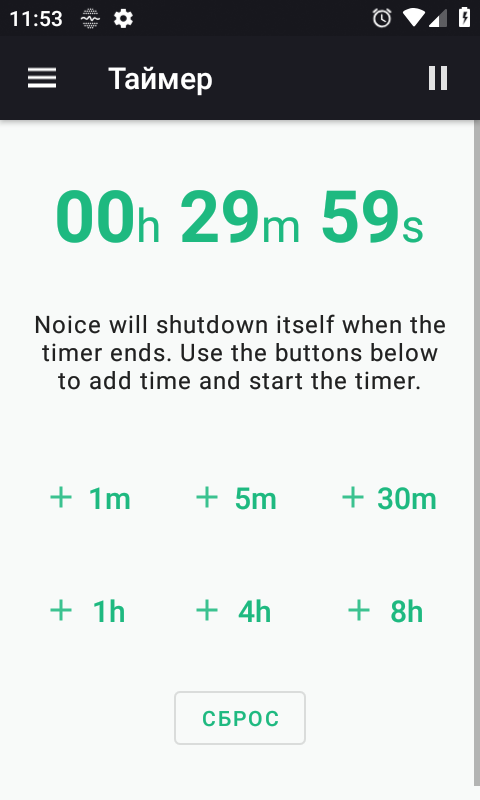 11:53
Таймер
00h 29m 59s
Noice will shutdown itself when the
timer ends. Use the buttons below
to add time and start the timer.
+ 1m + 5m + 30m
+ 1h + 4h + 8h
СБРОС